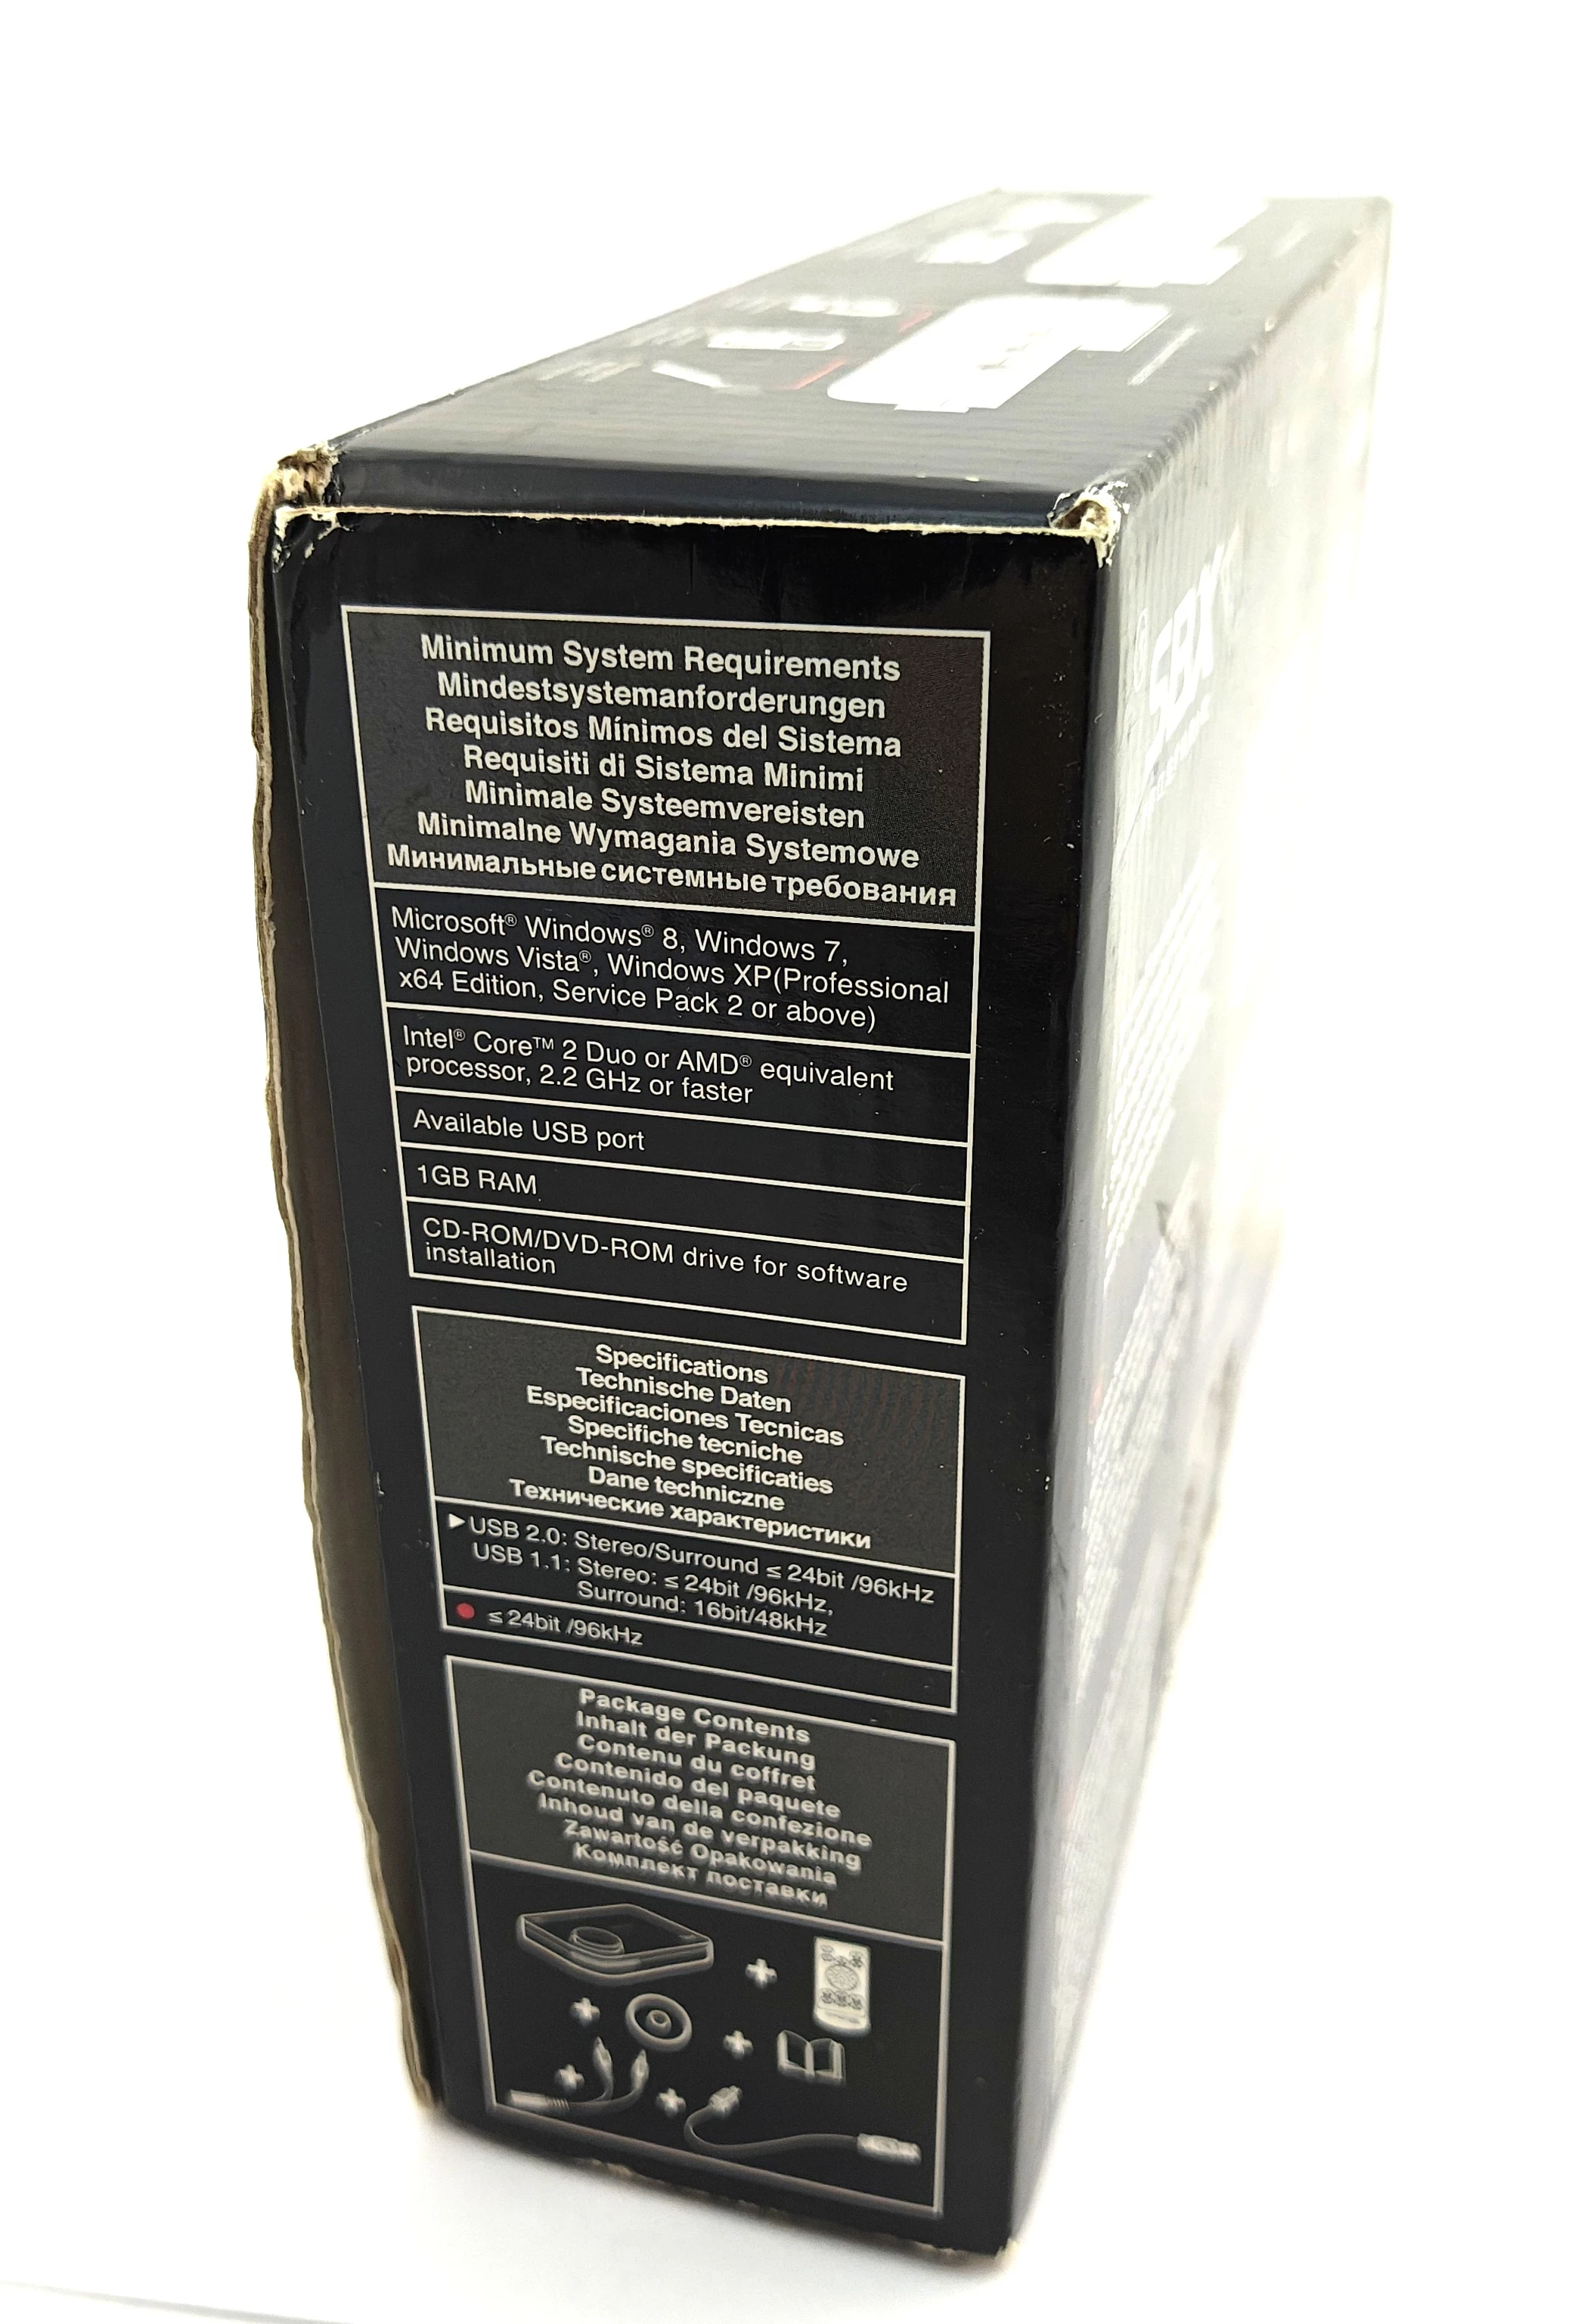 Minimum System Requirements
Mindestsystemanforderungen
Requisitos Mínimos del Sistema
Requisiti di Sistema Minimi
Minimale Systeemvereisten
Minimalne Wymagania Systemowe
Минимальные системные требования
Microsoft® Windows® 8, Windows 7,
Windows Vista®, Windows XP(Professional
x64 Edition, Service Pack 2 or above)
Intel® Core™ 2 Duo or AMD® equivalent
processor, 2.2 GHz or faster
Available USB port
1GB RAM
CD-ROM/DVD-ROM drive for software
installation
Specifications
Technische Daten
Especificaciones Tecnicas
Specifiche tecniche
Technische specificaties
Dane techniczne
Технические характеристики
▶ USB 2.0: Stereo/Surround ≤ 24bit /96kHz
USB 1.1: Stereo: ≤ 24bit /96kHz,
Surround: 16bit/48kHz
● ≤ 24bit /96kHz
Package Contents
Inhalt der Packung
Contenu du coffret
Contenido del paquete
Contenuto della confezione
Inhoud van de verpakking
Zawartość Opakowania
Комплект поставки
SBX